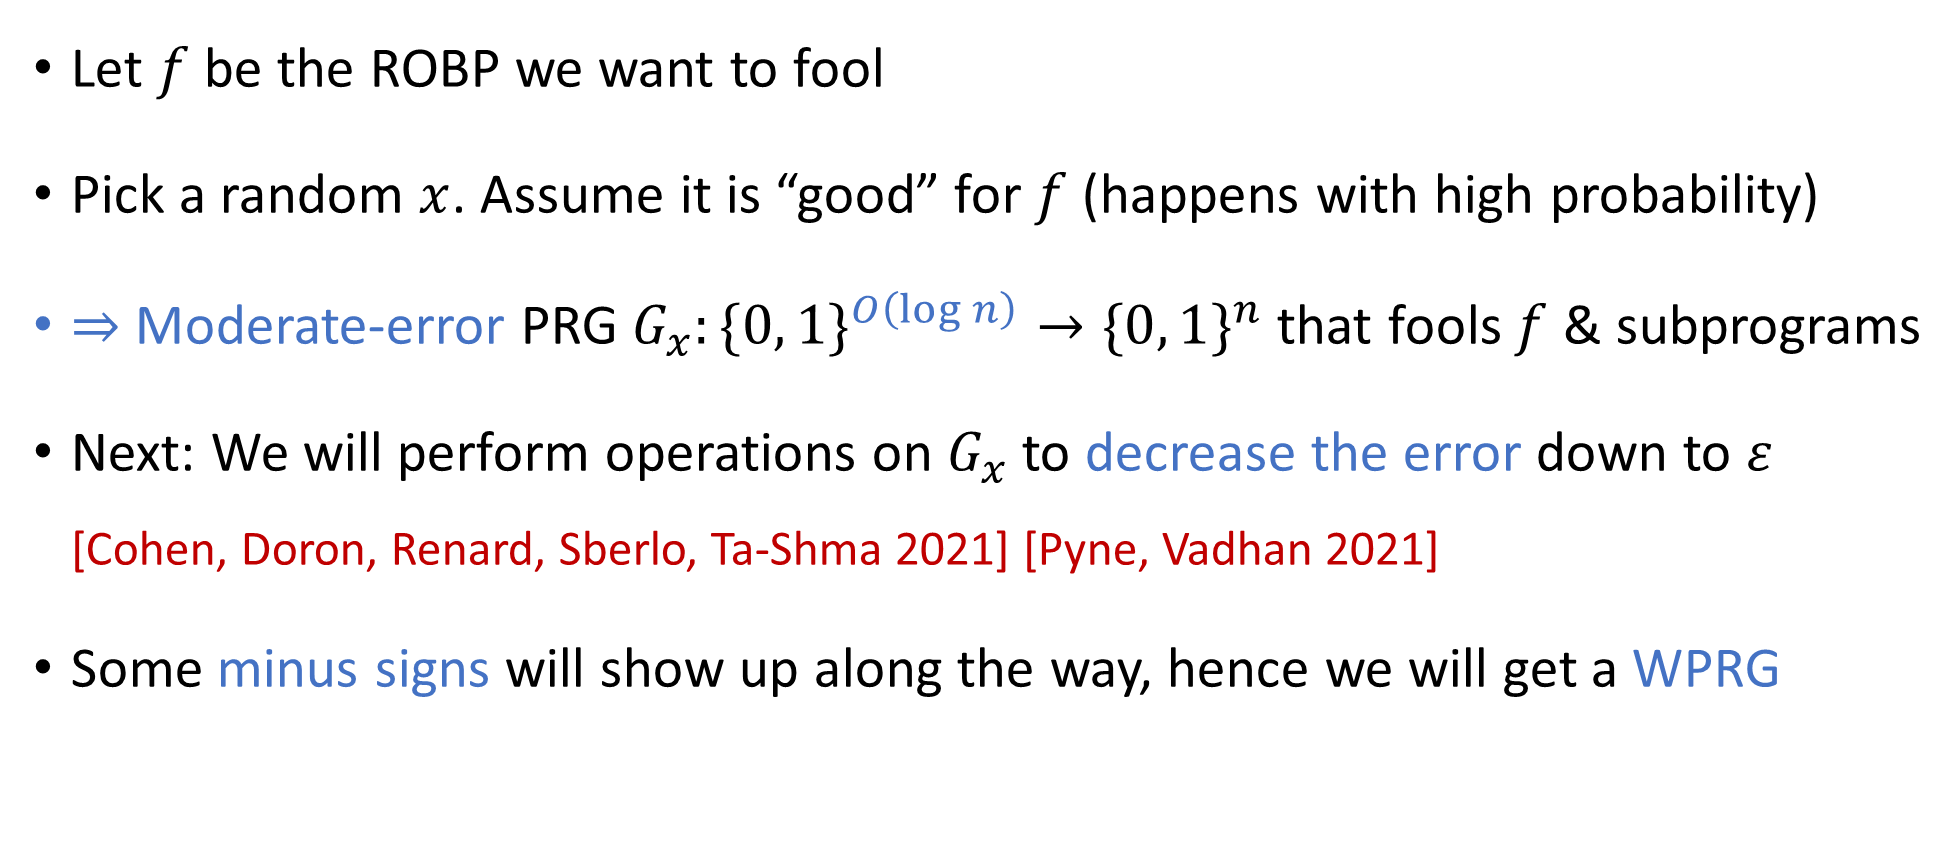 • Let 𝑓 be the ROBP we want to fool
• Pick a random 𝑥. Assume it is “good” for 𝑓 (happens with high probability)
• ⇒ Moderate-error PRG 𝐺ₓ: {0, 1}^{𝑂(log 𝑛)} → {0, 1}^𝑛 that fools 𝑓 & subprograms
• Next: We will perform operations on 𝐺ₓ to decrease the error down to 𝜀
[Cohen, Doron, Renard, Sberlo, Ta-Shma 2021] [Pyne, Vadhan 2021]
• Some minus signs will show up along the way, hence we will get a WPRG